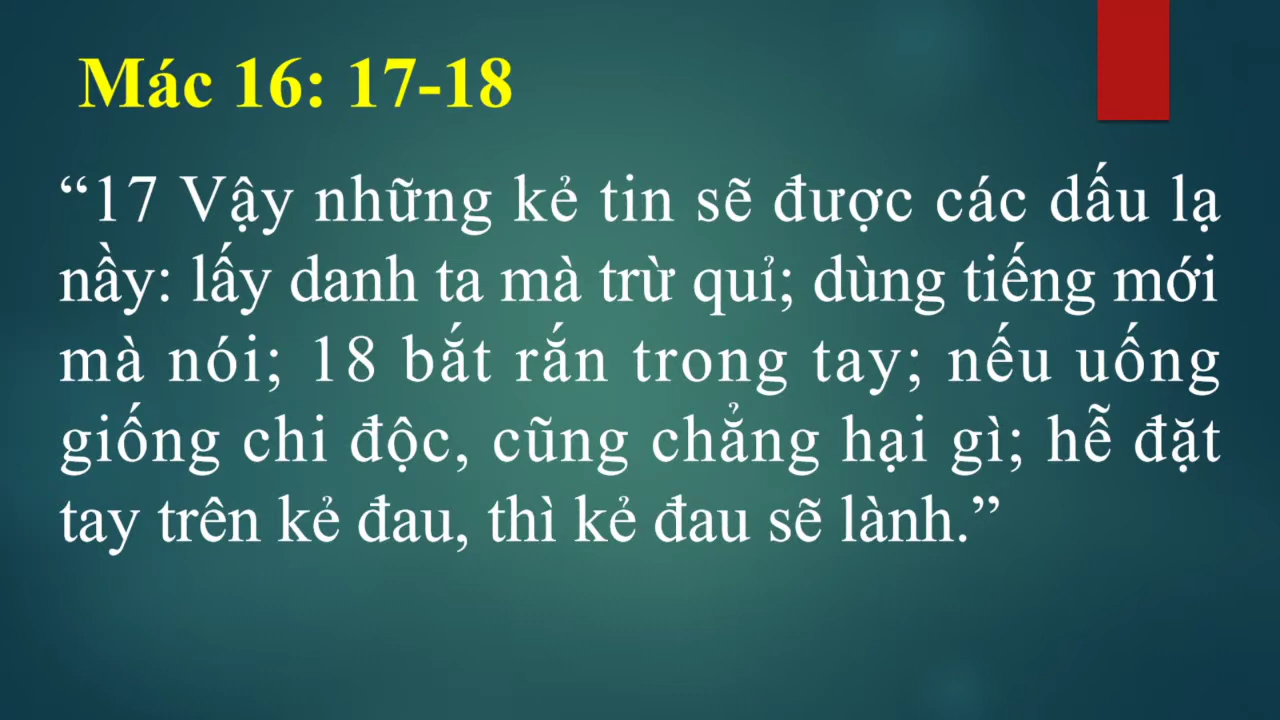 Mác 16: 17-18
“17 Vậy những kẻ tin sẽ được các dấu lạ
nầy: lấy danh ta mà trừ quỉ; dùng tiếng mới
mà nói; 18 bắt rắn trong tay; nếu uống
giống chi độc, cũng chẳng hại gì; hễ đặt
tay trên kẻ đau, thì kẻ đau sẽ lành.”